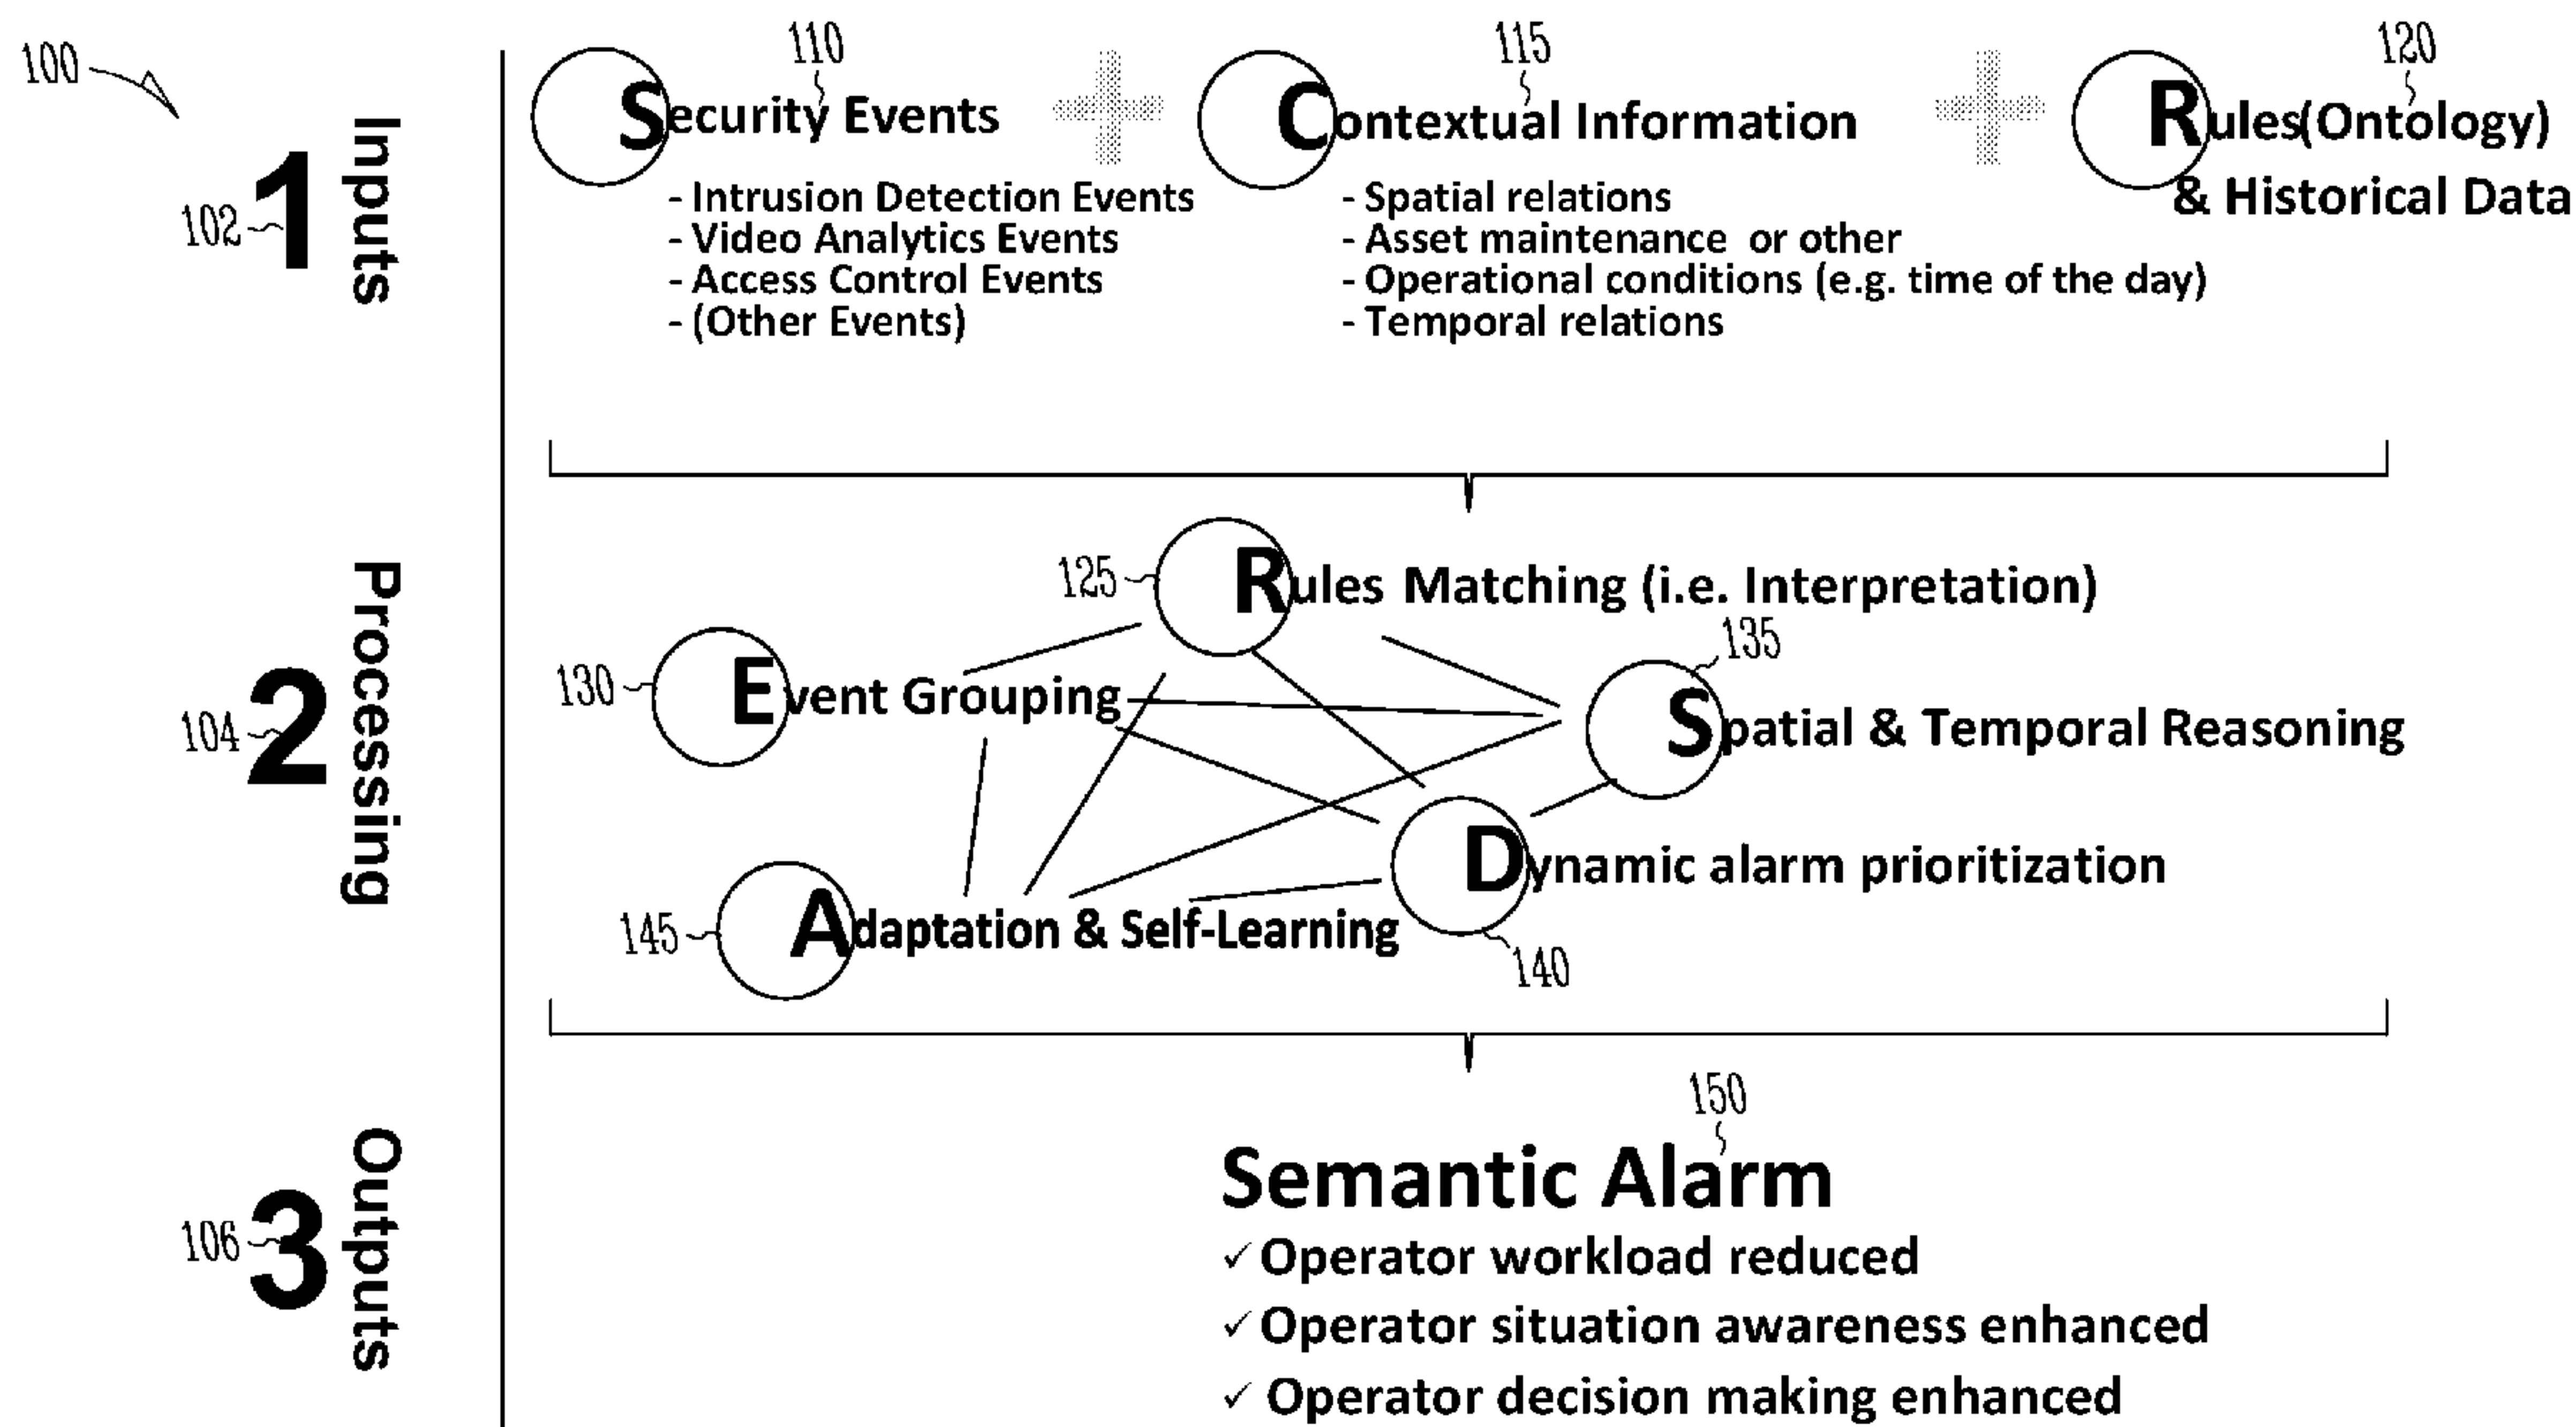 100
102
1
Inputs
110
Security Events
- Intrusion Detection Events
- Video Analytics Events
- Access Control Events
- (Other Events)
115
Contextual Information
- Spatial relations
- Asset maintenance or other
- Operational conditions (e.g. time of the day)
- Temporal relations
120
Rules(Ontology)
& Historical Data
104
2
Processing
125
Rules Matching (i.e. Interpretation)
130
Event Grouping
135
Spatial & Temporal Reasoning
Dynamic alarm prioritization
140
145
Adaptation & Self-Learning
106
3
Outputs
150
Semantic Alarm
✓ Operator workload reduced
✓ Operator situation awareness enhanced
✓ Operator decision making enhanced